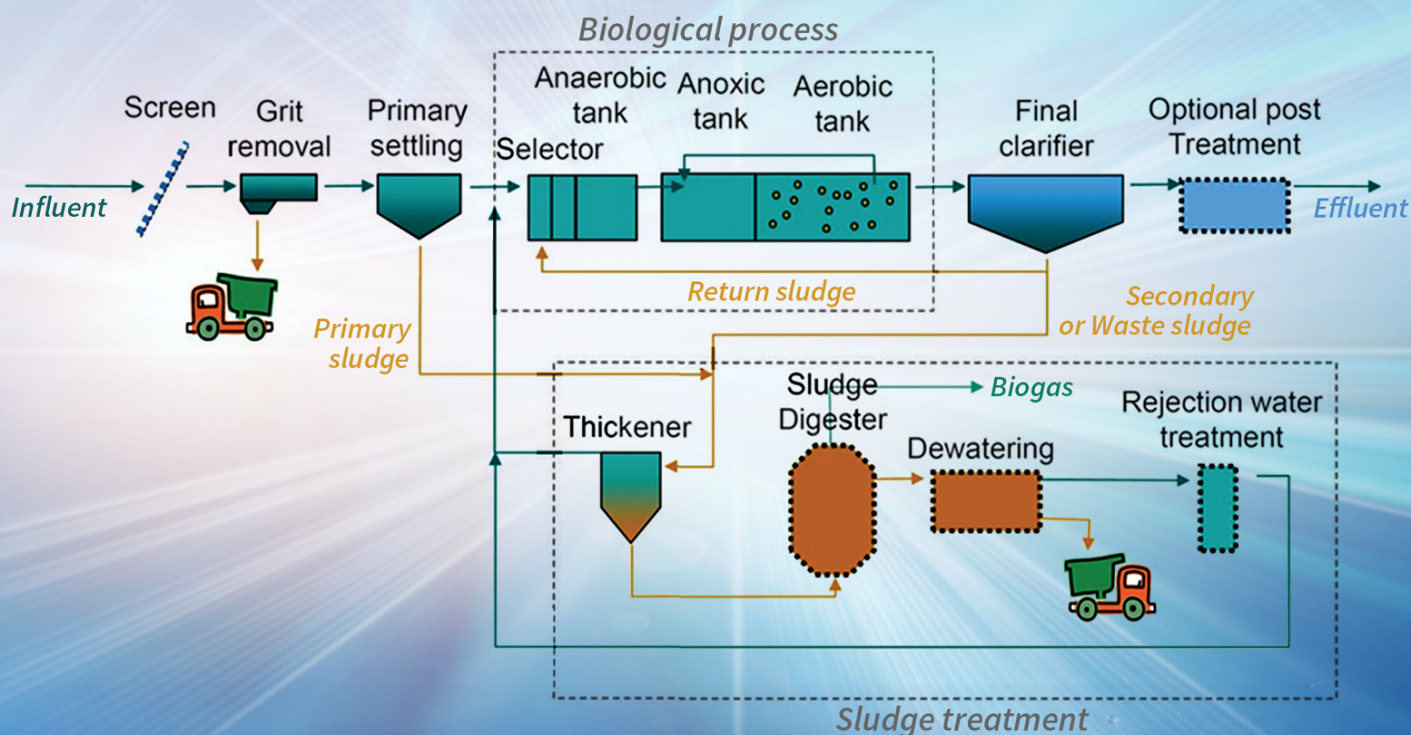 Biological process
Screen
Grit
removal
Primary
settling
Selector
Anaerobic
tank
Anoxic
tank
Aerobic
tank
Final
clarifier
Optional post
Treatment
Influent
Effluent
Return sludge
Primary
sludge
Secondary
or Waste sludge
Thickener
Sludge
Digester
Biogas
Dewatering
Rejection water
treatment
Sludge treatment